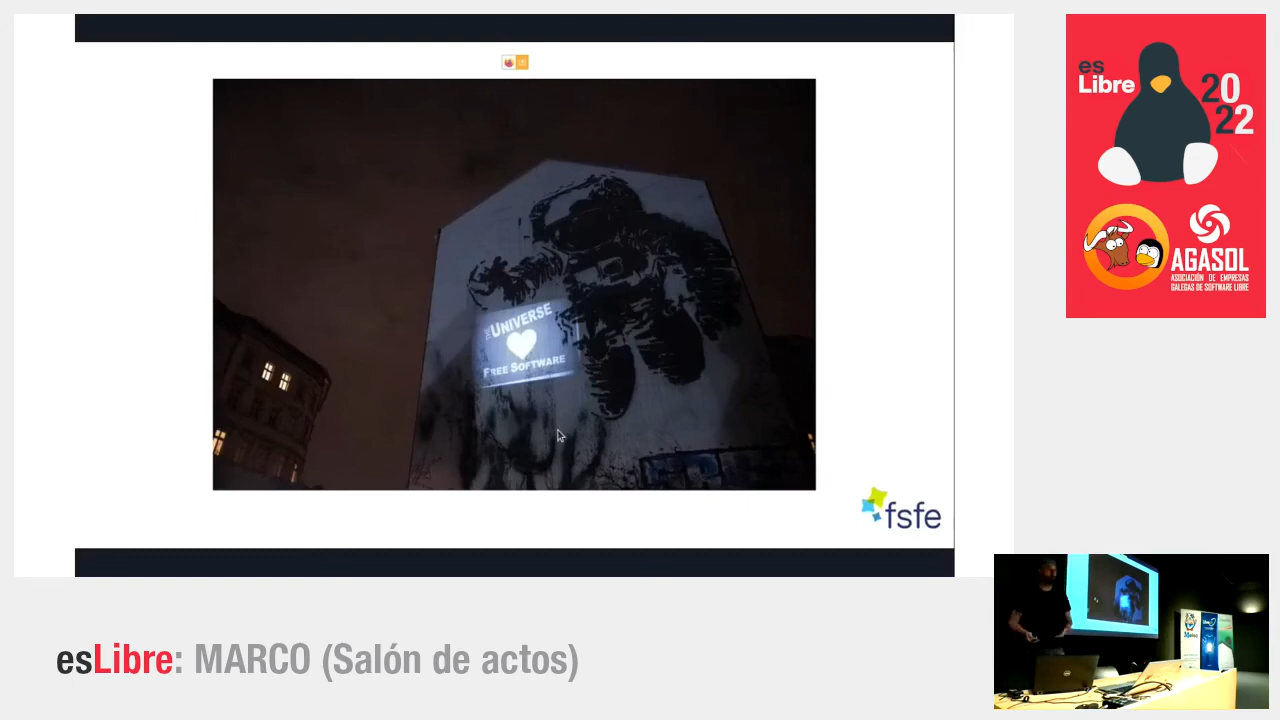 THE UNIVERSE
FREE SOFTWARE
fsfe
es
Libre
20
22
AGASOL
ASOCIACIÓN DE EMPRESAS
GALEGAS DE SOFTWARE LIBRE
esLibre: MARCO (Salón de actos)